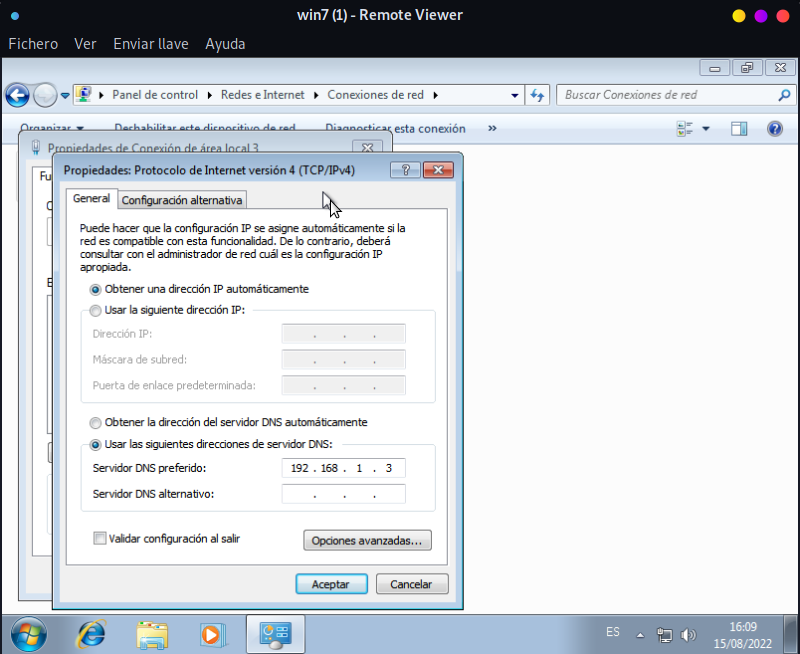 win7 (1) - Remote Viewer
Fichero Ver Enviar llave Ayuda
Panel de control Redes e Internet Conexiones de red
Buscar Conexiones de red
Organizar Deshabilitar este dispositivo de red Diagnosticar esta conexión »
Propiedades de Conexión de área local 3
Fu
Propiedades: Protocolo de Internet versión 4 (TCP/IPv4)
General Configuración alternativa
Puede hacer que la configuración IP se asigne automáticamente si la
red es compatible con esta funcionalidad. De lo contrario, deberá
consultar con el administrador de red cuál es la configuración IP
apropiada.
Obtener una dirección IP automáticamente
Usar la siguiente dirección IP:
Dirección IP: . . .
Máscara de subred: . . .
Puerta de enlace predeterminada: . . .
Obtener la dirección del servidor DNS automáticamente
Usar las siguientes direcciones de servidor DNS:
Servidor DNS preferido: 192 . 168 . 1 . 3
Servidor DNS alternativo: . . .
Validar configuración al salir
Opciones avanzadas...
Aceptar Cancelar
ES
16:09
15/08/2022